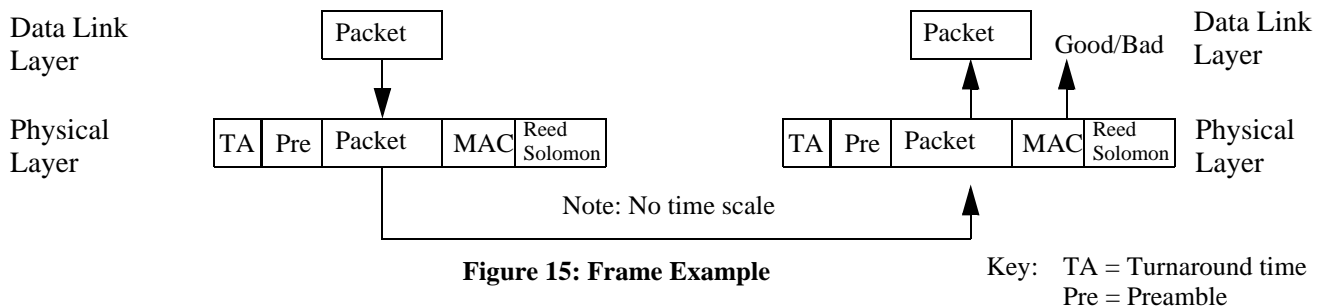 Data Link
Layer
Packet
Packet
Good/Bad
Data Link
Layer
Physical
Layer
TA
Pre
Packet
MAC
Reed
Solomon
TA
Pre
Packet
MAC
Reed
Solomon
Physical
Layer
Note: No time scale
Figure 15: Frame Example
Key: TA = Turnaround time
Pre = Preamble